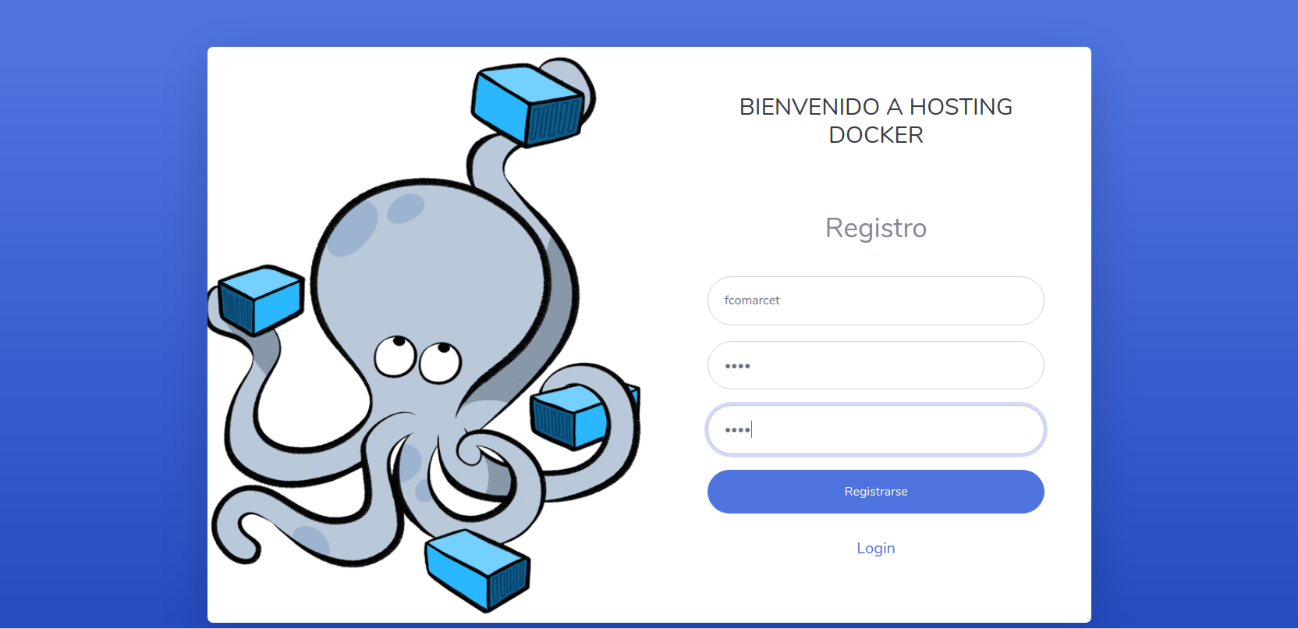 BIENVENIDO A HOSTING
DOCKER
Registro
fcomarcet
••••
••••
Registrarse
Login